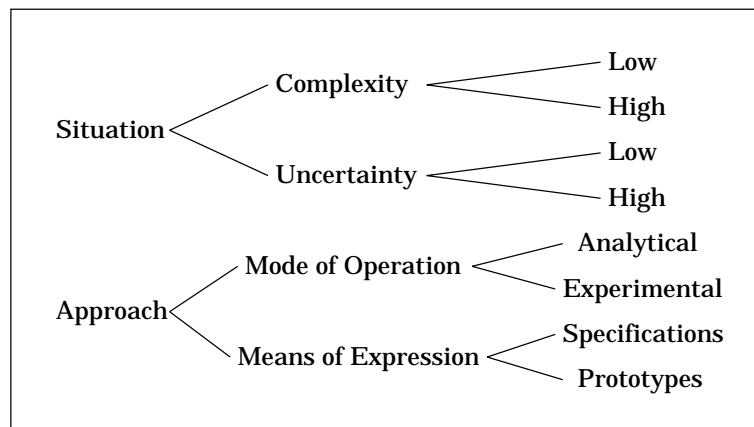 Situation
Complexity
Low
High
Uncertainty
Low
High
Approach
Mode of Operation
Analytical
Experimental
Means of Expression
Specifications
Prototypes